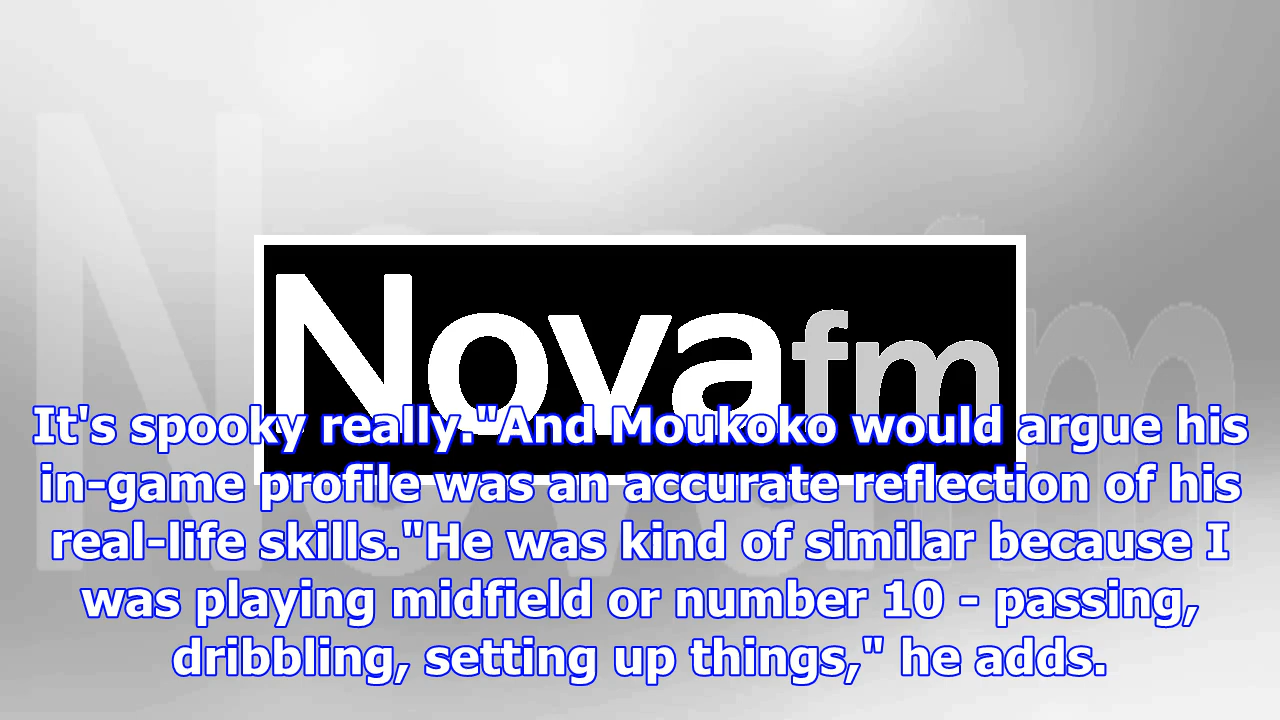 Novafm
It's spooky really."And Moukoko would argue his
in-game profile was an accurate reflection of his
real-life skills."He was kind of similar because I
was playing midfield or number 10 - passing,
dribbling, setting up things," he adds.